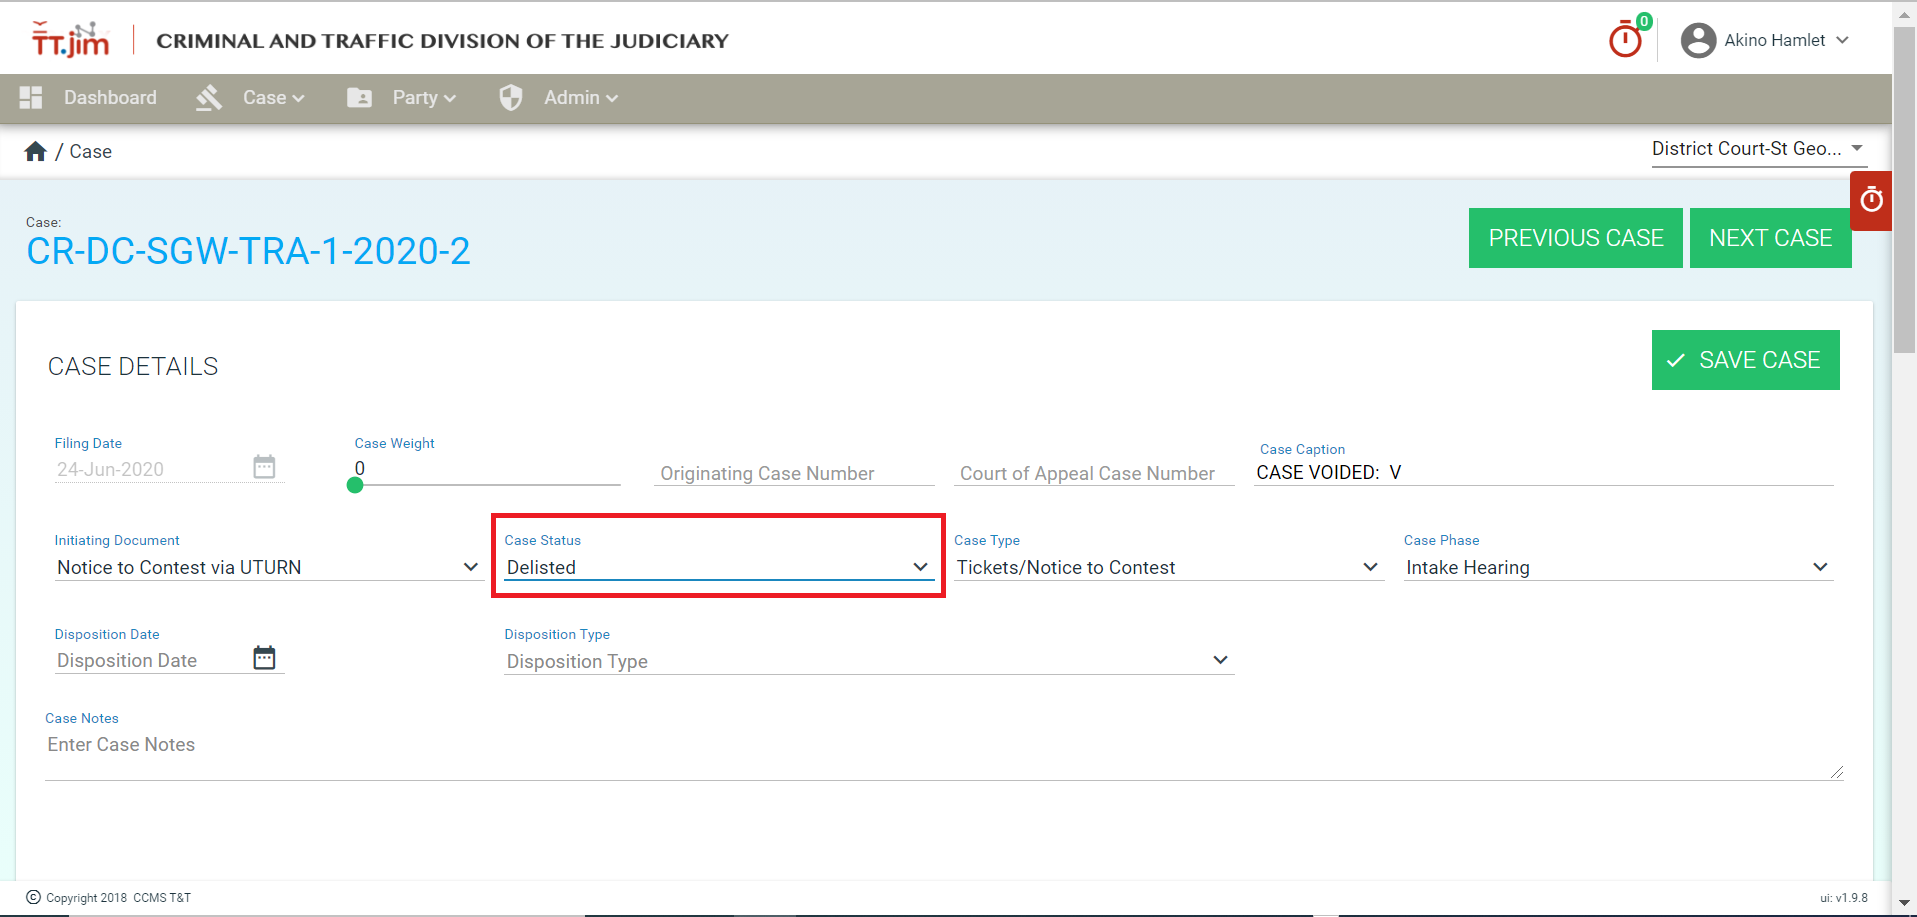 TT.jim
CRIMINAL AND TRAFFIC DIVISION OF THE JUDICIARY
0
Akino Hamlet
Dashboard
Case
Party
Admin
/ Case
District Court-St Geo...
Case:
CR-DC-SGW-TRA-1-2020-2
PREVIOUS CASE
NEXT CASE
CASE DETAILS
SAVE CASE
Filing Date
24-Jun-2020
Case Weight
0
Originating Case Number
Court of Appeal Case Number
Case Caption
CASE VOIDED: V
Initiating Document
Notice to Contest via UTURN
Case Status
Delisted
Case Type
Tickets/Notice to Contest
Case Phase
Intake Hearing
Disposition Date
Disposition Date
Disposition Type
Disposition Type
Case Notes
Enter Case Notes
© Copyright 2018 CCMS T&T
ui: v1.9.8